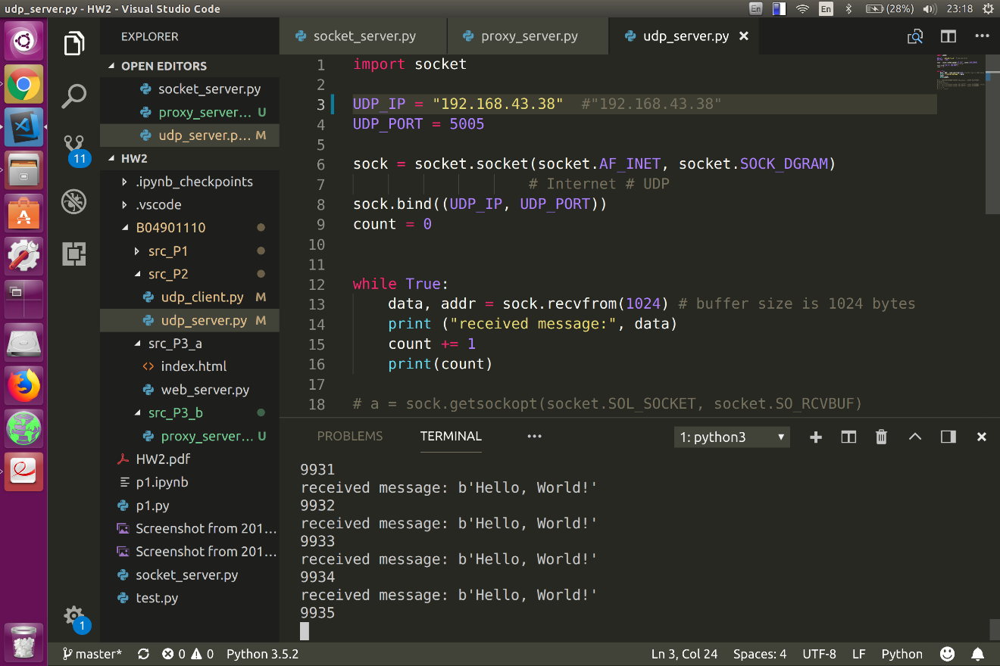 udp_server.py - HW2 - Visual Studio Code
En
En
(28%)
23:18
EXPLORER
OPEN EDITORS
socket_server.py
proxy_server... U
udp_server.p... M
HW2
.ipynb_checkpoints
.vscode
B04901110
src_P1
src_P2
udp_client.py M
udp_server.py M
src_P3_a
index.html
web_server.py
src_P3_b
proxy_server... U
HW2.pdf
p1.ipynb
p1.py
Screenshot from 201...
Screenshot from 201...
socket_server.py
test.py
11
1
socket_server.py
proxy_server.py
udp_server.py
1 import socket
2
3 UDP_IP = "192.168.43.38"  #"192.168.43.38"
4 UDP_PORT = 5005
5
6 sock = socket.socket(socket.AF_INET, socket.SOCK_DGRAM)
7                     # Internet # UDP
8 sock.bind((UDP_IP, UDP_PORT))
9 count = 0
10
11
12 while True:
13     data, addr = sock.recvfrom(1024) # buffer size is 1024 bytes
14     print ("received message:", data)
15     count += 1
16     print(count)
17
18 # a = sock.getsockopt(socket.SOL_SOCKET, socket.SO_RCVBUF)
PROBLEMS
TERMINAL
1: python3
9931
received message: b'Hello, World!'
9932
received message: b'Hello, World!'
9933
received message: b'Hello, World!'
9934
received message: b'Hello, World!'
9935
master*
0
0
Python 3.5.2
Ln 3, Col 24
Spaces: 4
UTF-8
LF
Python